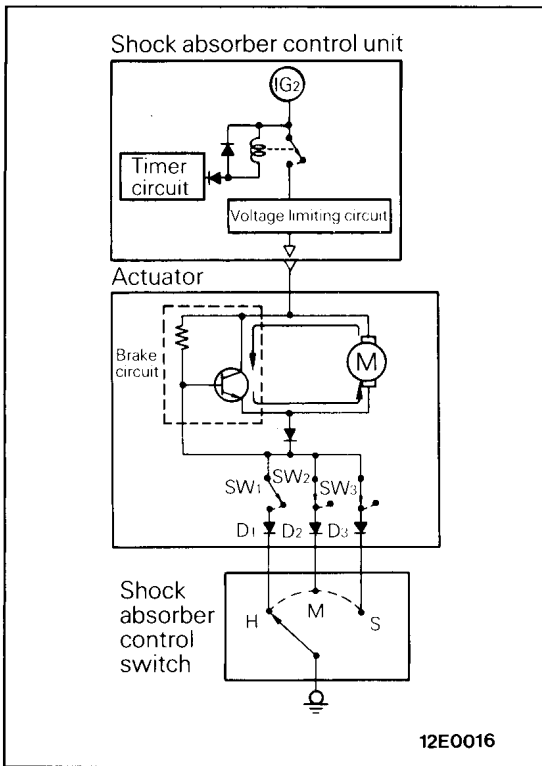 Shock absorber control unit
IG2
Timer
circuit
Voltage limiting circuit
Actuator
Brake
circuit
M
SW1
SW2
SW3
D1
D2
D3
Shock
absorber
control
switch
H
M
S
12E0016